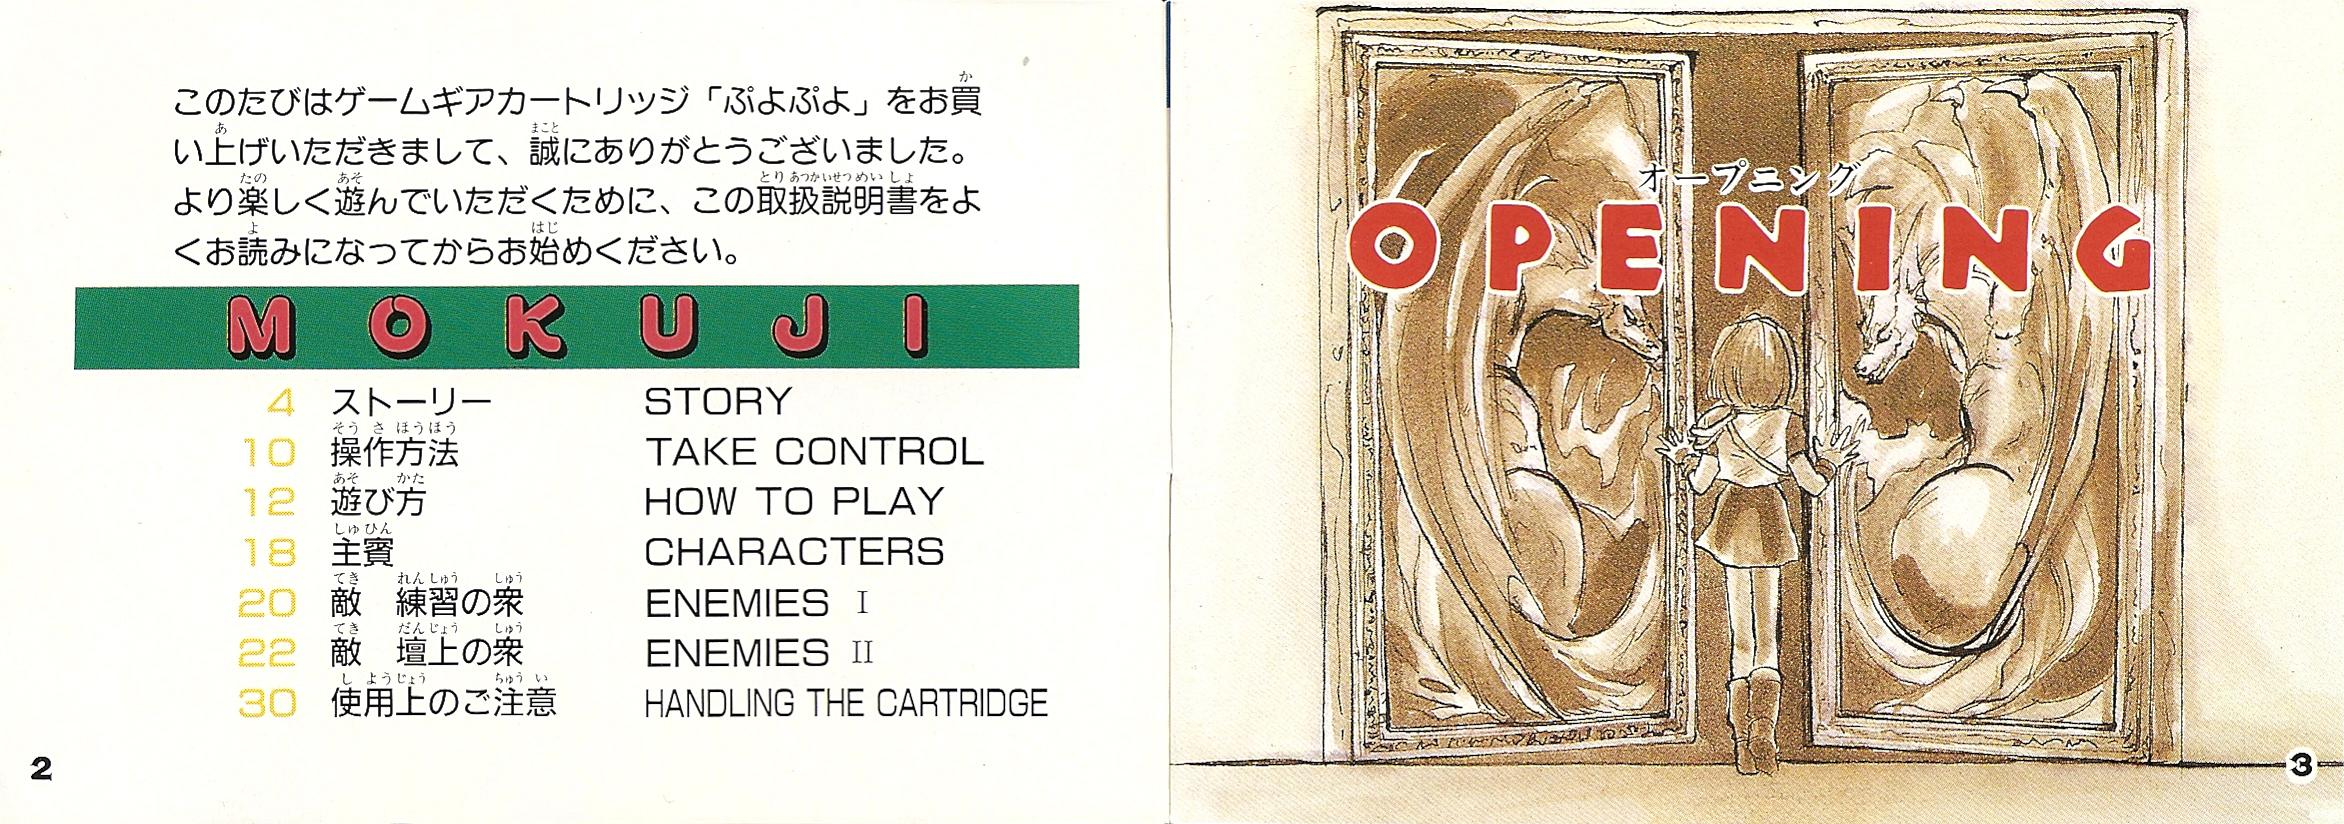 このたびはゲームギアカートリッジ「ぷよぷよ」をお買
い上げいただきまして、誠にありがとうございました。
より楽しく遊んでいただくために、この取扱説明書をよ
くお読みになってからお始めください。
MOKUJI
4 ストーリー STORY
10 操作方法 TAKE CONTROL
12 遊び方 HOW TO PLAY
18 主賓 CHARACTERS
20 敵 練習の衆 ENEMIES I
22 敵 壇上の衆 ENEMIES II
30 使用上のご注意 HANDLING THE CARTRIDGE
2
オープニング
OPENING
3